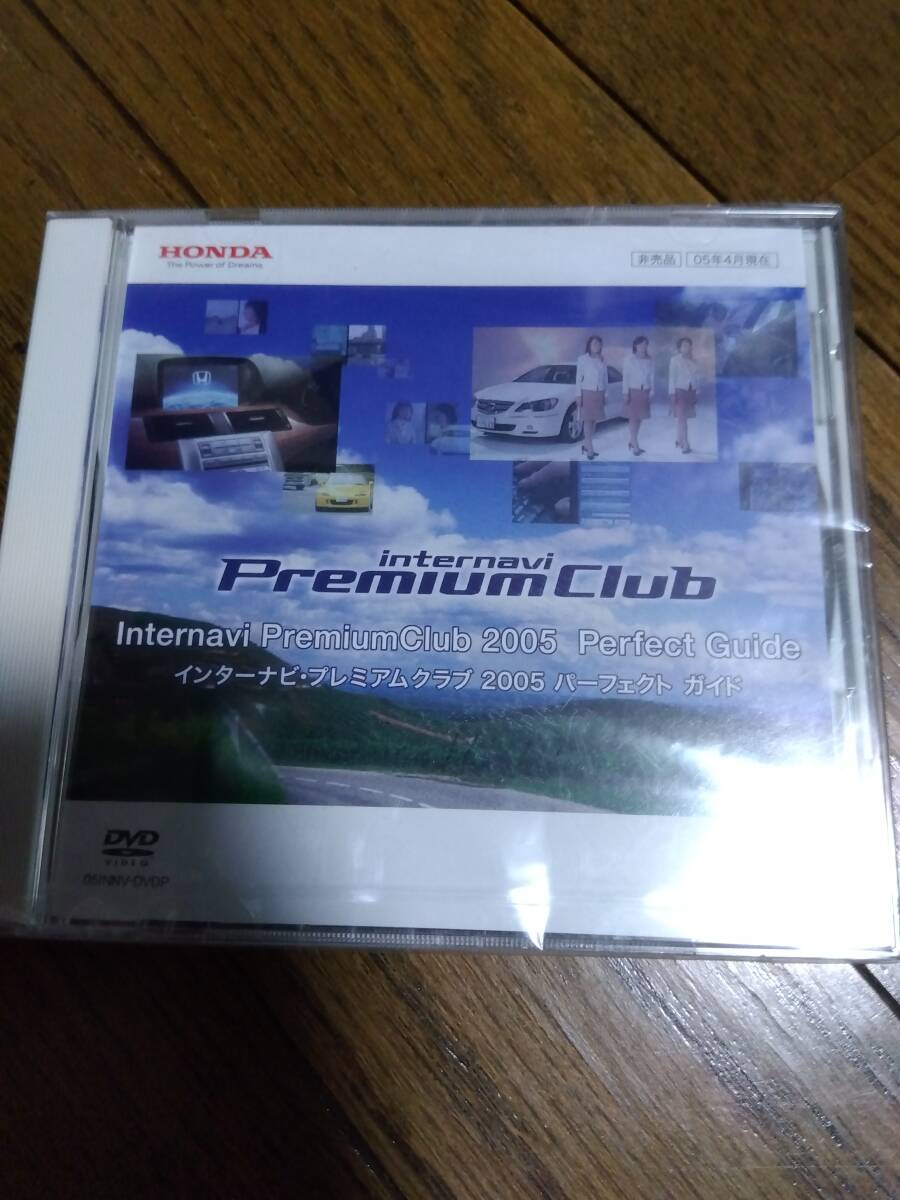 HONDA
The Power of Dreams
非売品 05年4月現在
internavi
PremiumClub
Internavi PremiumClub 2005 Perfect Guide
インターナビ・プレミアムクラブ 2005 パーフェクト ガイド
DVD
VIDEO
05INNV-DVDP